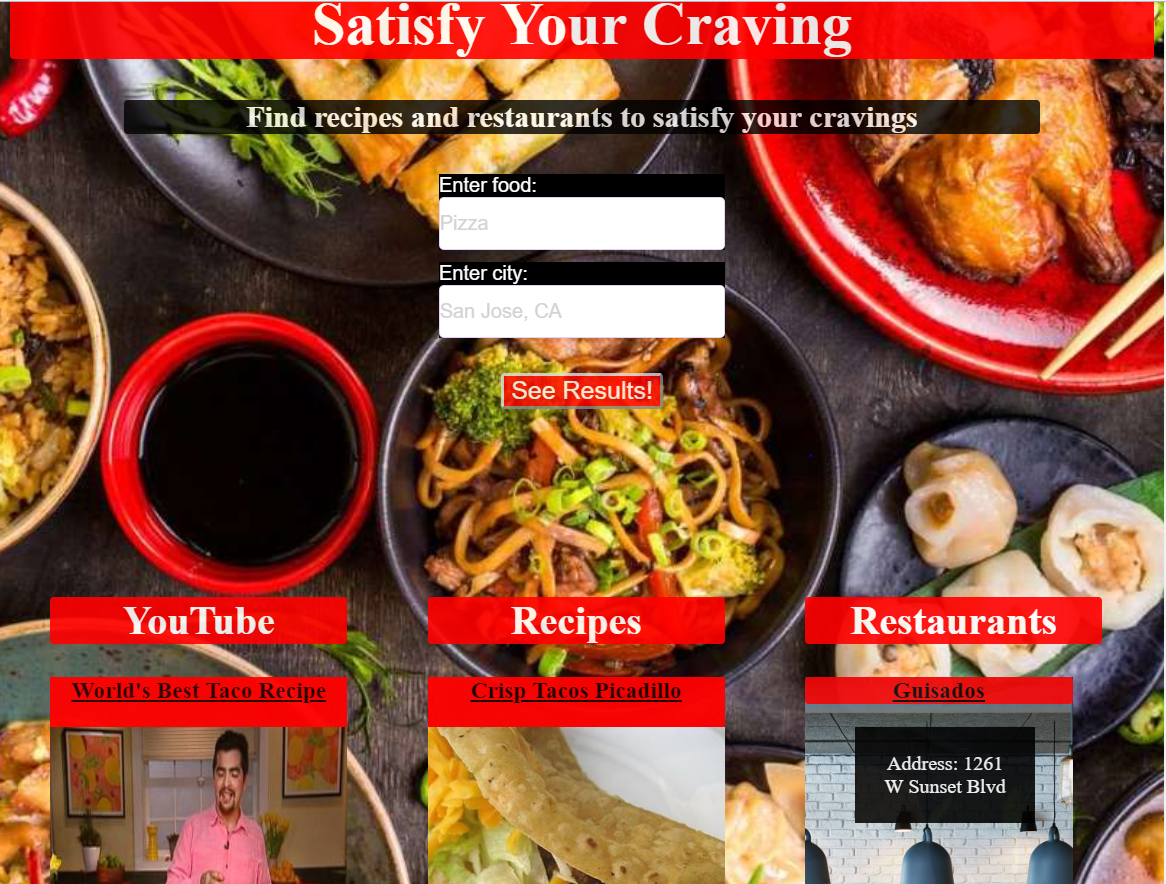 Satisfy Your Craving
Find recipes and restaurants to satisfy your cravings
Enter food:
Pizza
Enter city:
San Jose, CA
See Results!
YouTube
Recipes
Restaurants
World's Best Taco Recipe
Crisp Tacos Picadillo
Guisados
Address: 1261
W Sunset Blvd